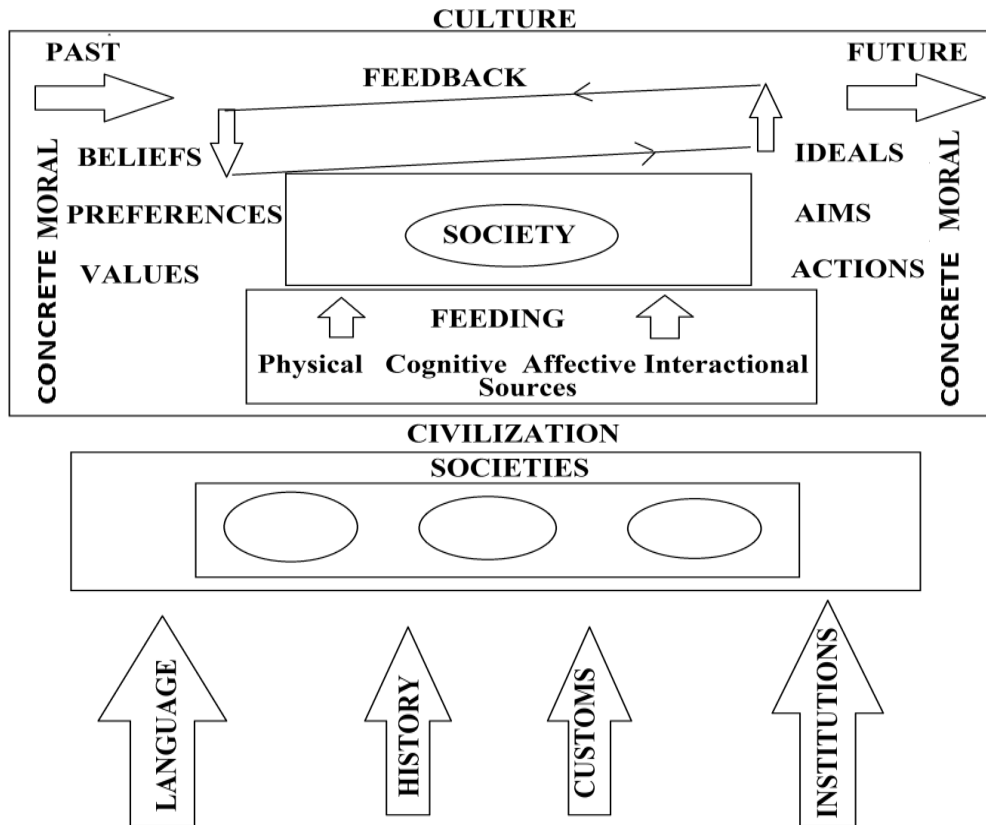 CULTURE
PAST
FUTURE
FEEDBACK
CONCRETE MORAL
BELIEFS
PREFERENCES
VALUES
SOCIETY
IDEALS
AIMS
ACTIONS
CONCRETE MORAL
FEEDING
Physical Cognitive Affective Interactional
Sources
CIVILIZATION
SOCIETIES
LANGUAGE
HISTORY
CUSTOMS
INSTITUTIONS